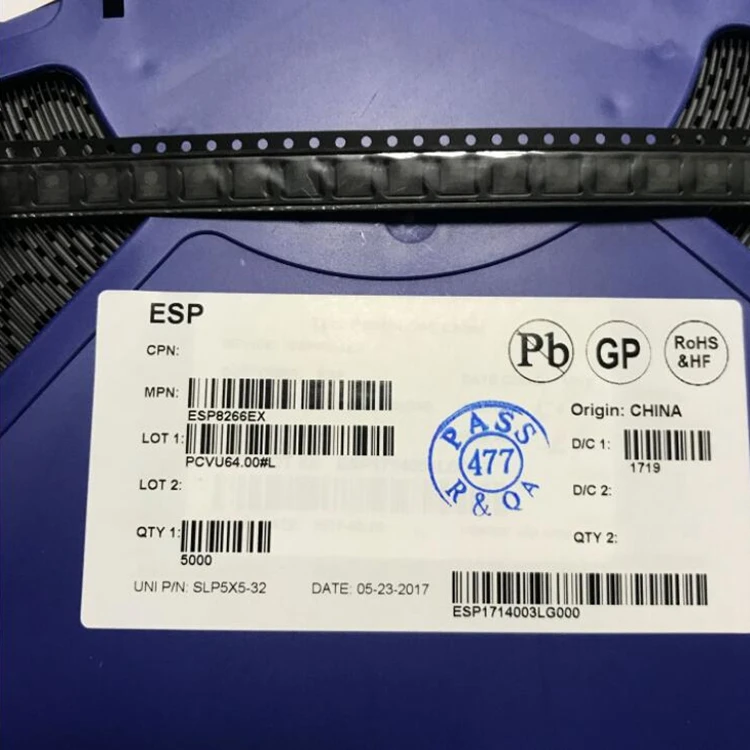 ESP
CPN:
Pb
GP
RoHS
&HF
MPN:
ESP8266EX
Origin: CHINA
LOT 1:
PCVU64.00#L
PASS
477
R & QA
D/C 1:
1719
LOT 2:
D/C 2:
QTY 1:
5000
QTY 2:
UNI P/N: SLP5X5-32
DATE: 05-23-2017
ESP1714003LG000